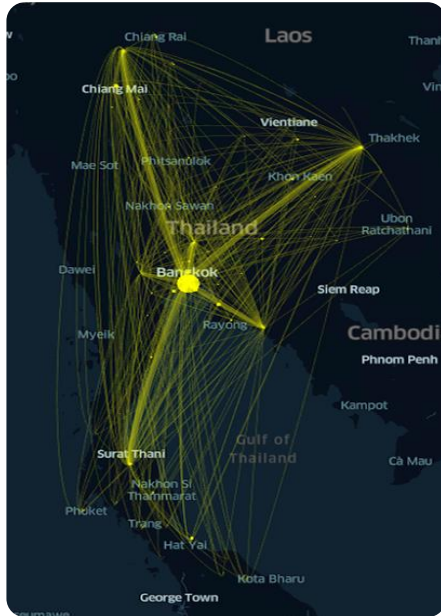 Chiang Rai
Laos
Thanh
Chiang Mai
Vientiane
Vin
Thakhek
Mae Sot
Phitsanulok
Khon Kaen
Nakhon Sawan
Ubon
Ratchathani
Thailand
Dawei
Bangkok
Siem Reap
Myeik
Rayong
Cambodi
Phnom Penh
Kampot
Gulf of
Thailand
Surat Thani
Cà Mau
Nakhon Si
Thammarat
Phuket
Trang
Hat Yai
Kota Bharu
George Town